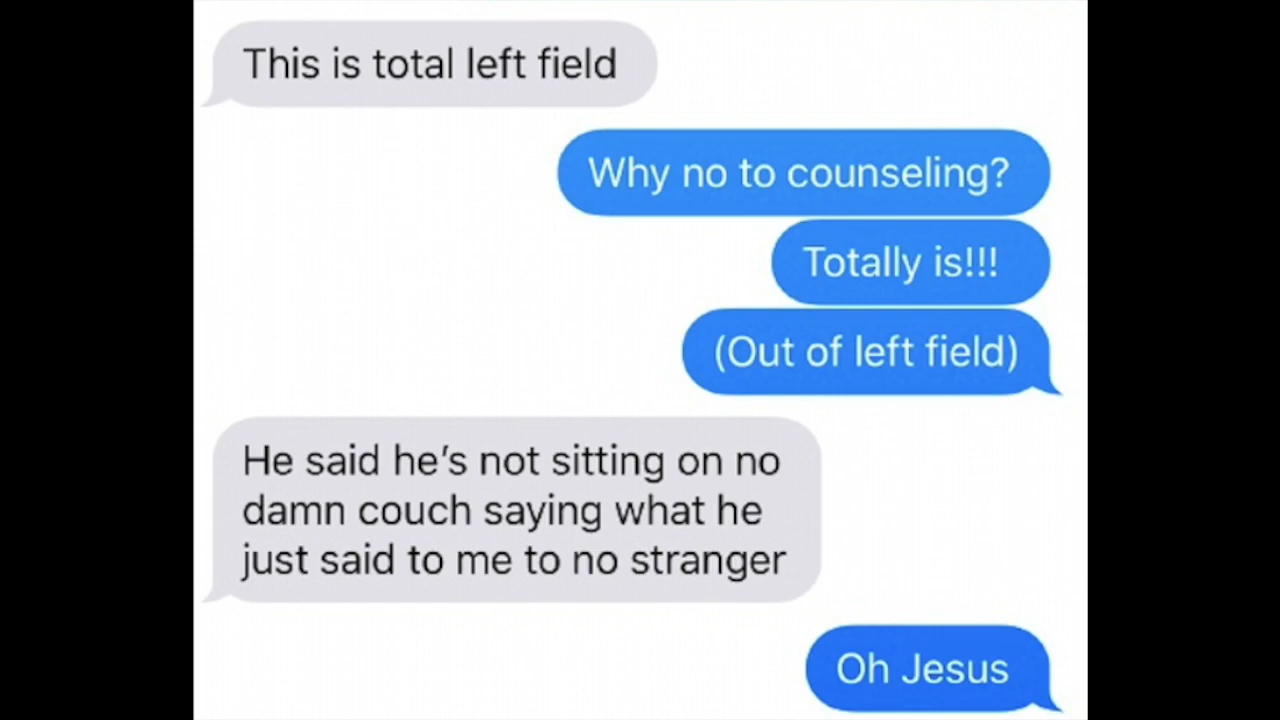 This is total left field
Why no to counseling?
Totally is!!!
(Out of left field)
He said he's not sitting on no
damn couch saying what he
just said to me to no stranger
Oh Jesus